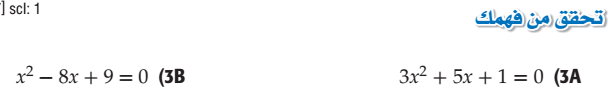 ] scl: 1
تحقق من فهمك
3x² + 5x + 1 = 0 (3A
x² − 8x + 9 = 0 (3B